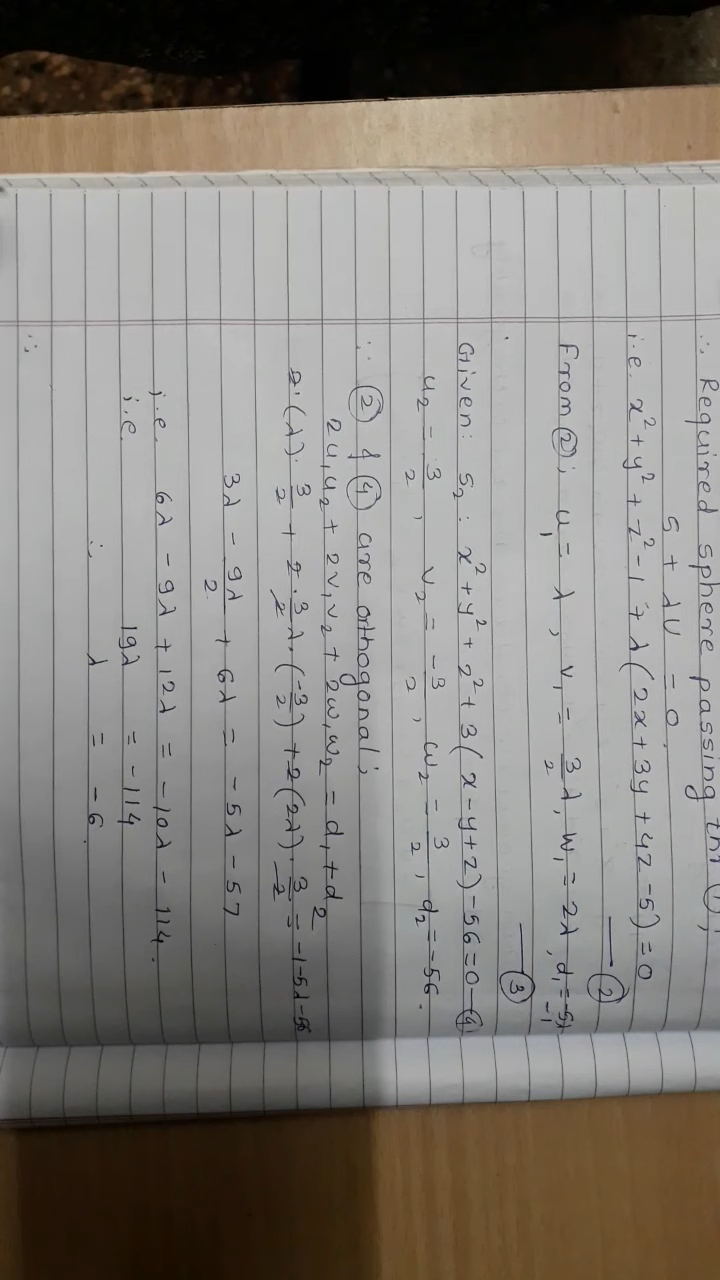 ∴ Required sphere passing thr ①;
S + λU = 0.
i.e. x² + y² + z² - 1 + λ(2x + 3y + 4z - 5) = 0
— ②
From ②; u₁ = λ, v₁ = 3/2 λ, w₁ = 2λ, d₁ = -5λ -1
— ③
Given: S₂ : x² + y² + z² + 3(x - y + z) - 56 = 0 — ④
u₂ = 3/2, v₂ = -3/2, w₂ = 3/2, d₂ = -56.
∵ ② & ④ are orthogonal;
2u₁u₂ + 2v₁v₂ + 2w₁w₂ = d₁ + d₂
2·(λ)·3/2 + 2·3/2 λ·(-3/2) + 2(2λ)·3/2 = -1-5λ-56
3λ - 9λ/2 + 6λ = -5λ - 57
i.e. 6λ - 9λ + 12λ = -10λ - 114.
i.e 19λ = -114
∴ λ = -6.
∴